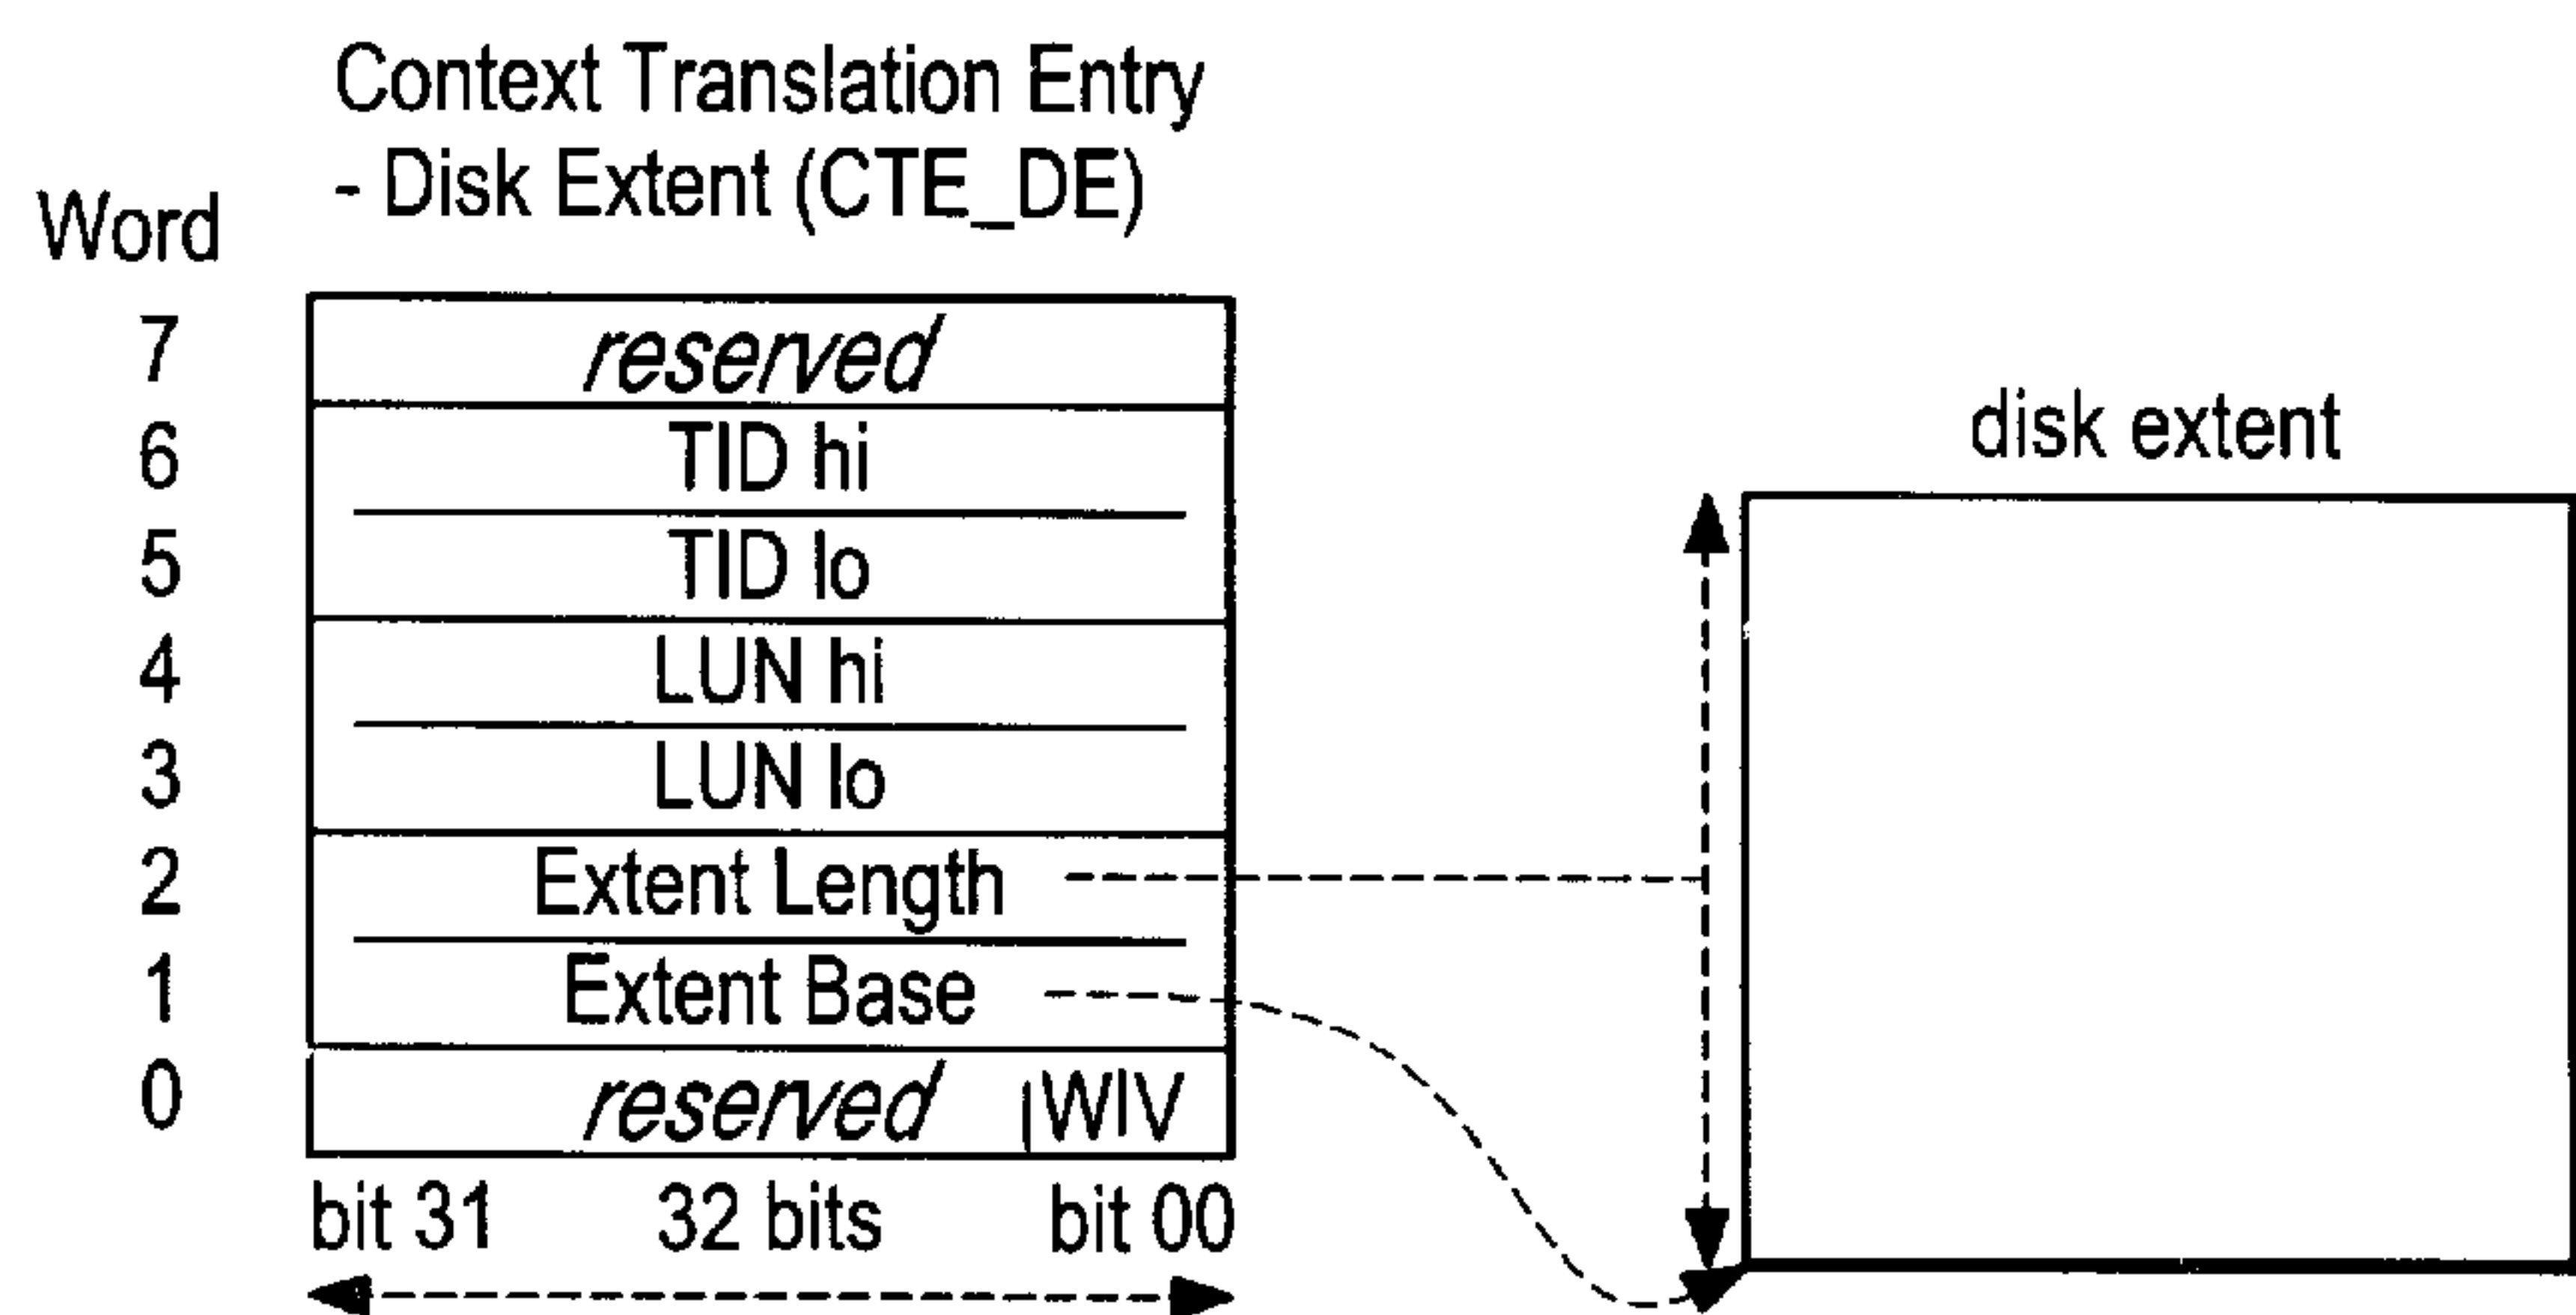 Context Translation Entry
- Disk Extent (CTE_DE)
Word
7 reserved
6 TID hi
5 TID lo
4 LUN hi
3 LUN lo
2 Extent Length
1 Extent Base
0 reserved |WIV
bit 31 32 bits bit 00
disk extent